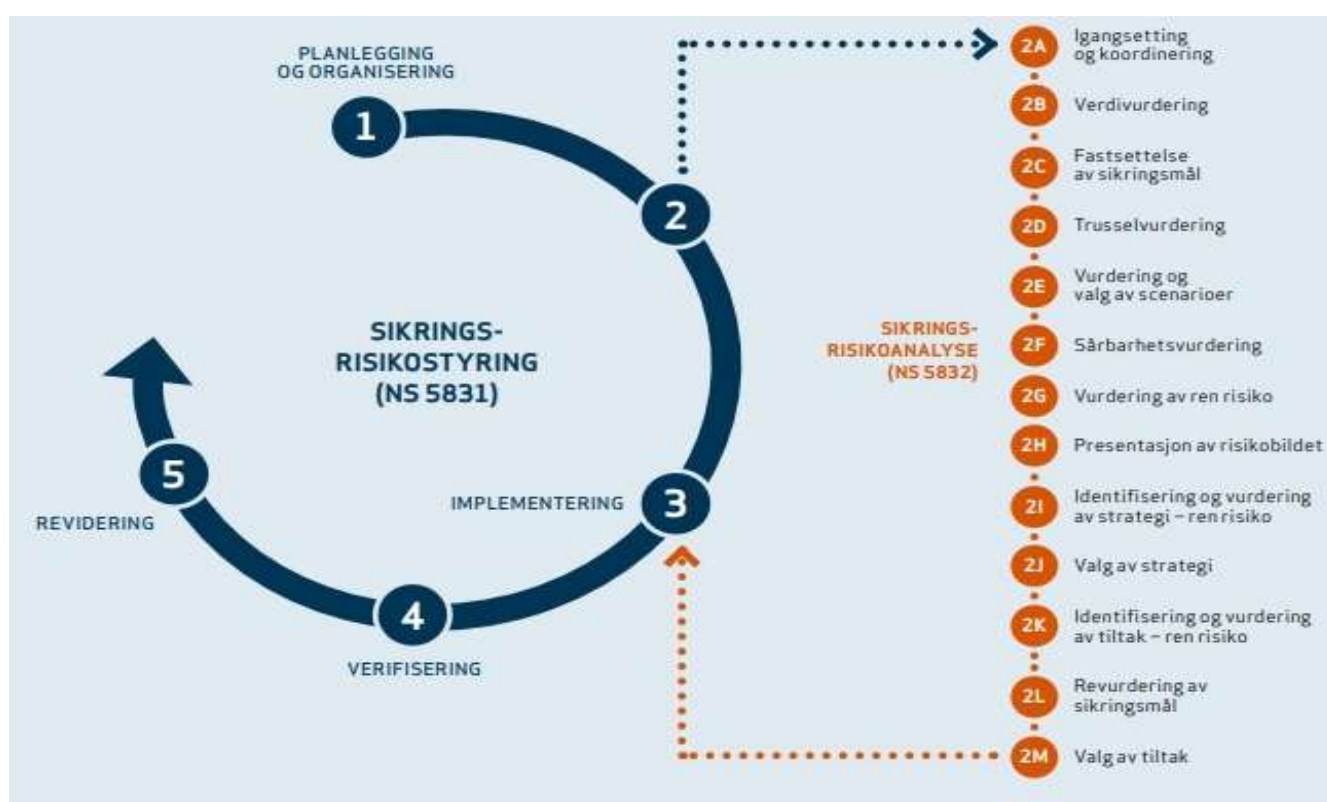 PLANLEGGING
OG ORGANISERING
1
2
SIKRINGS-
RISIKOSTYRING
(NS 5831)
IMPLEMENTERING
3
4
VERIFISERING
5
REVIDERING
SIKRINGS-
RISIKOANALYSE
(NS 5832)
2A
Igangsetting
og koordinering
2B
Verdivurdering
2C
Fastsettelse
av sikringsmål
2D
Trusselvurdering
2E
Vurdering og
valg av scenarioer
2F
Sårbarhetsvurdering
2G
Vurdering av ren risiko
2H
Presentasjon av risikobildet
2I
Identifisering og vurdering
av strategi – ren risiko
2J
Valg av strategi
2K
Identifisering og vurdering
av tiltak – ren risiko
2L
Revurdering av
sikringsmål
2M
Valg av tiltak